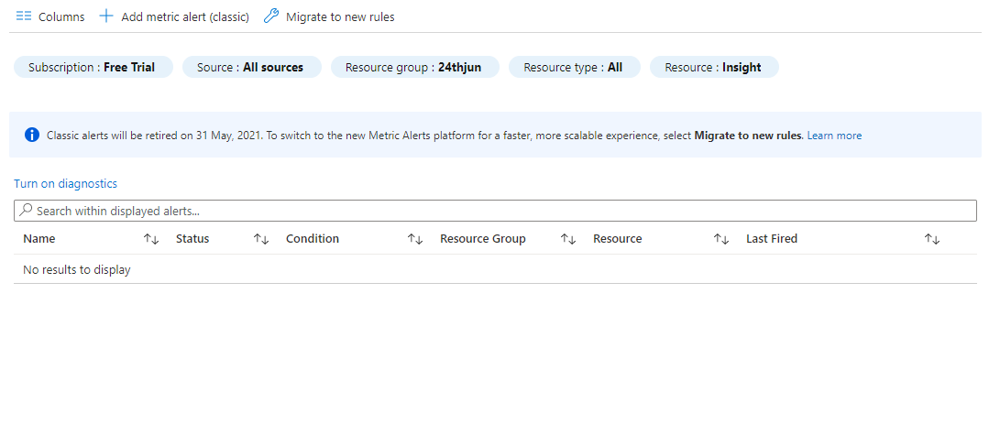 Columns Add metric alert (classic) Migrate to new rules
Subscription : Free Trial Source : All sources Resource group : 24thjun Resource type : All Resource : Insight
Classic alerts will be retired on 31 May, 2021. To switch to the new Metric Alerts platform for a faster, more scalable experience, select Migrate to new rules. Learn more
Turn on diagnostics
Search within displayed alerts...
Name Status Condition Resource Group Resource Last Fired
No results to display